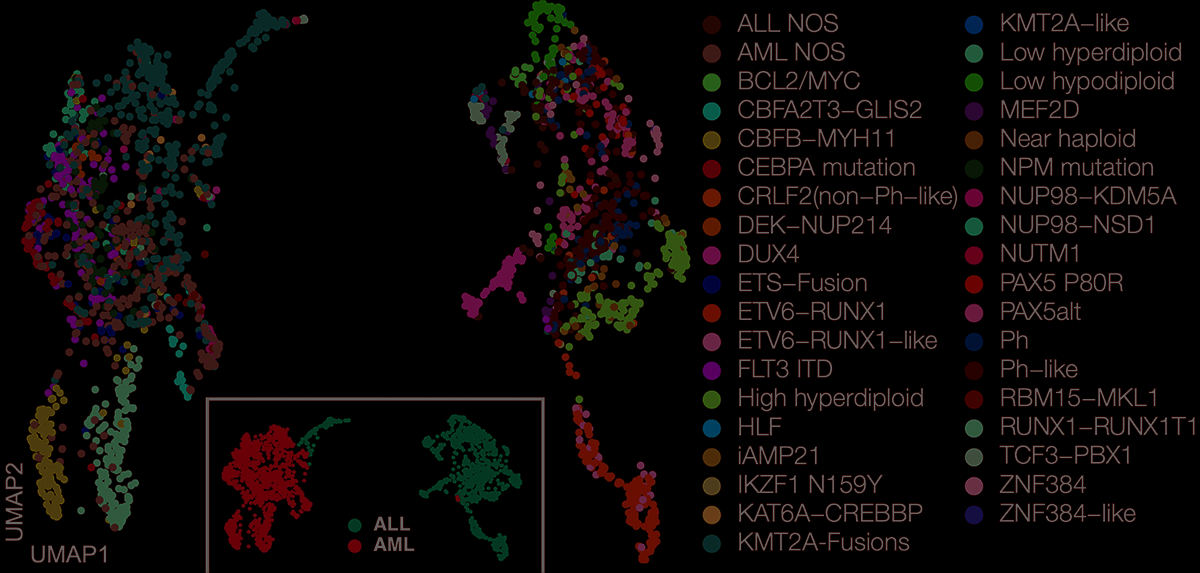 ALL NOS
AML NOS
BCL2/MYC
CBFA2T3–GLIS2
CBFB–MYH11
CEBPA mutation
CRLF2(non–Ph–like)
DEK–NUP214
DUX4
ETS–Fusion
ETV6–RUNX1
ETV6–RUNX1–like
FLT3 ITD
High hyperdiploid
HLF
iAMP21
IKZF1 N159Y
KAT6A–CREBBP
KMT2A-Fusions
KMT2A–like
Low hyperdiploid
Low hypodiploid
MEF2D
Near haploid
NPM mutation
NUP98–KDM5A
NUP98–NSD1
NUTM1
PAX5 P80R
PAX5alt
Ph
Ph–like
RBM15–MKL1
RUNX1–RUNX1T1
TCF3–PBX1
ZNF384
ZNF384–like
UMAP2
UMAP1
ALL
AML